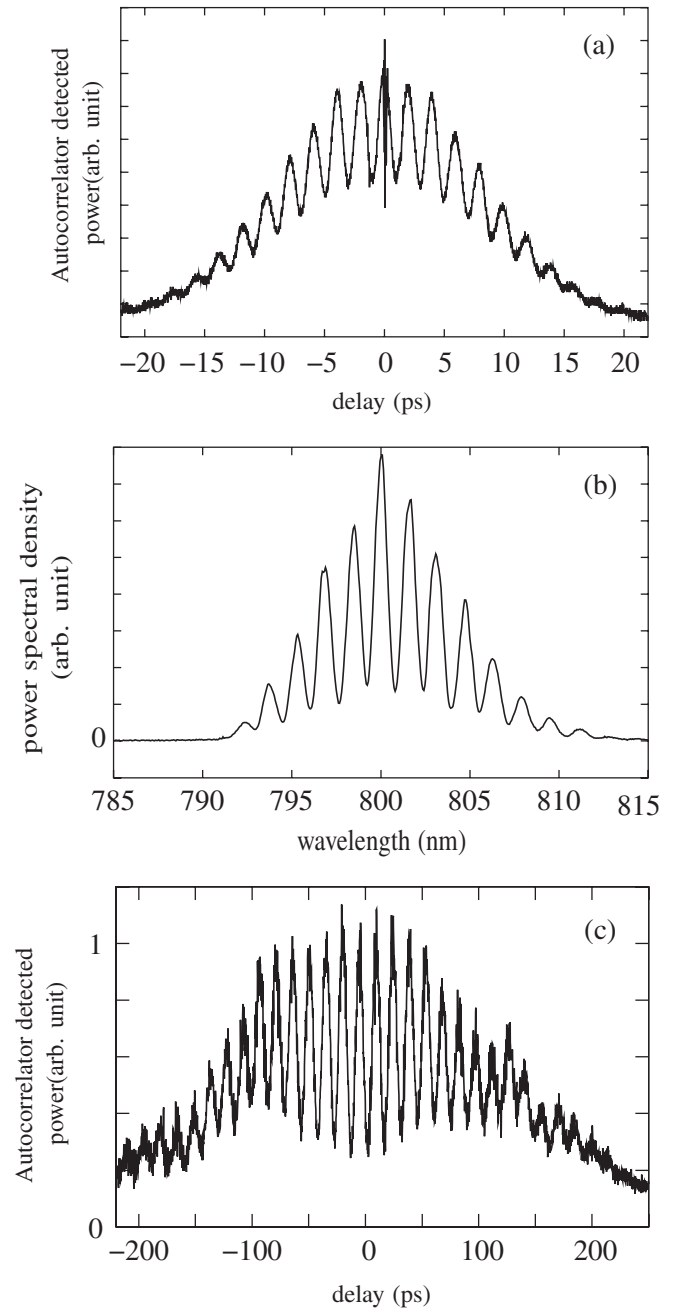 (a)
Autocorrelator detected
power(arb. unit)
−20 −15 −10 −5 0 5 10 15 20
delay (ps)
(b)
power spectral density
(arb. unit)
0
785 790 795 800 805 810 815
wavelength (nm)
(c)
Autocorrelator detected
power(arb. unit)
1
0
−200 −100 0 100 200
delay (ps)